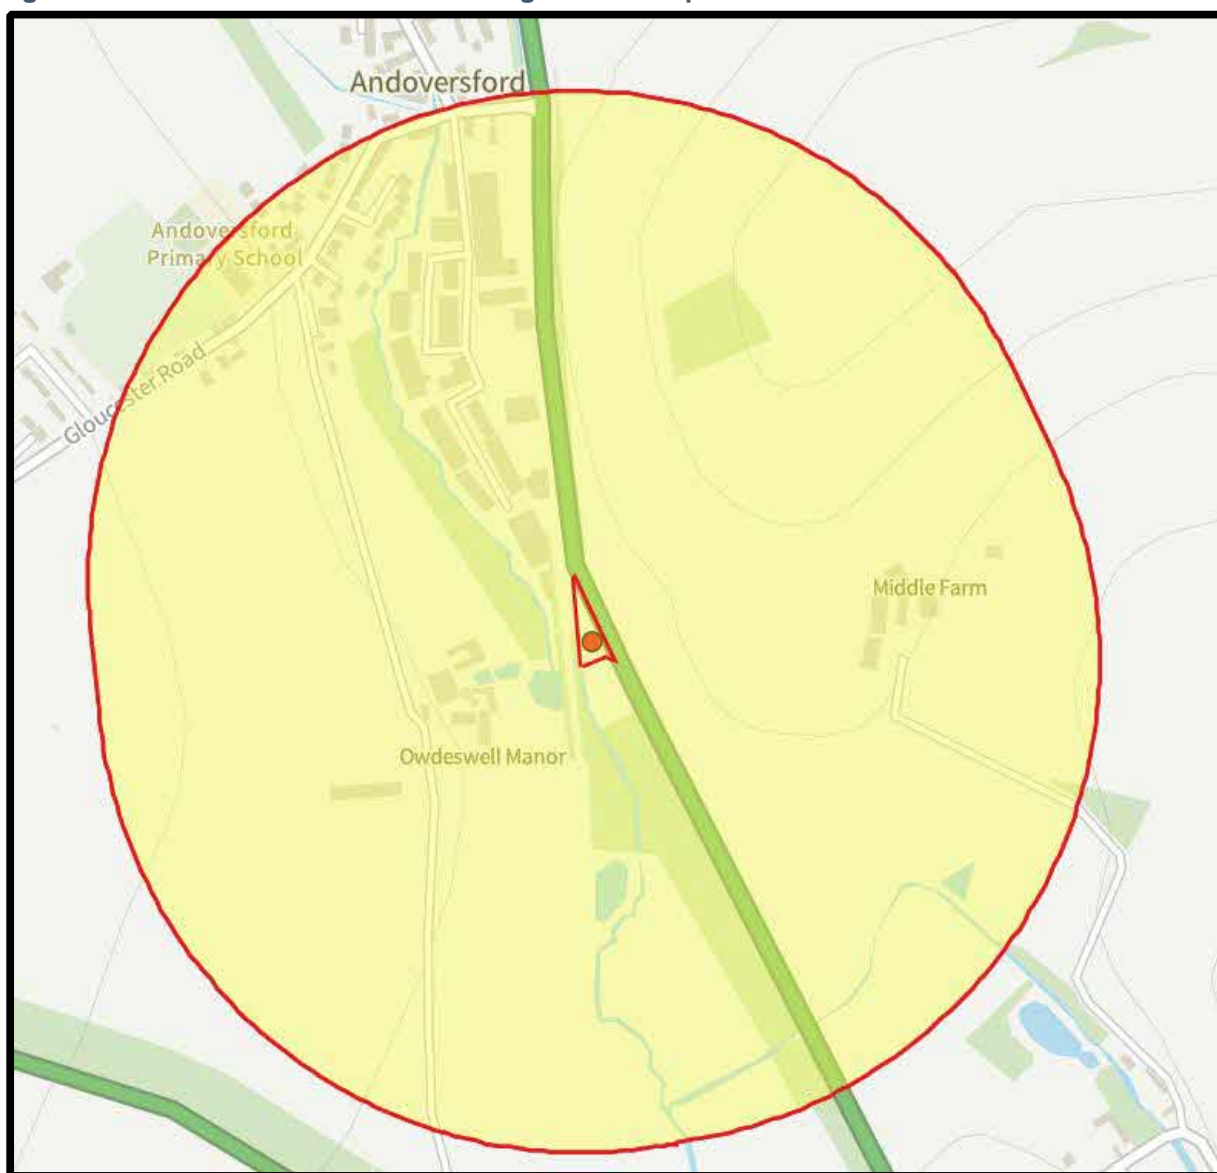 Andoversford
Andoversford
Primary School
Gloucester Road
Middle Farm
Owdeswell Manor